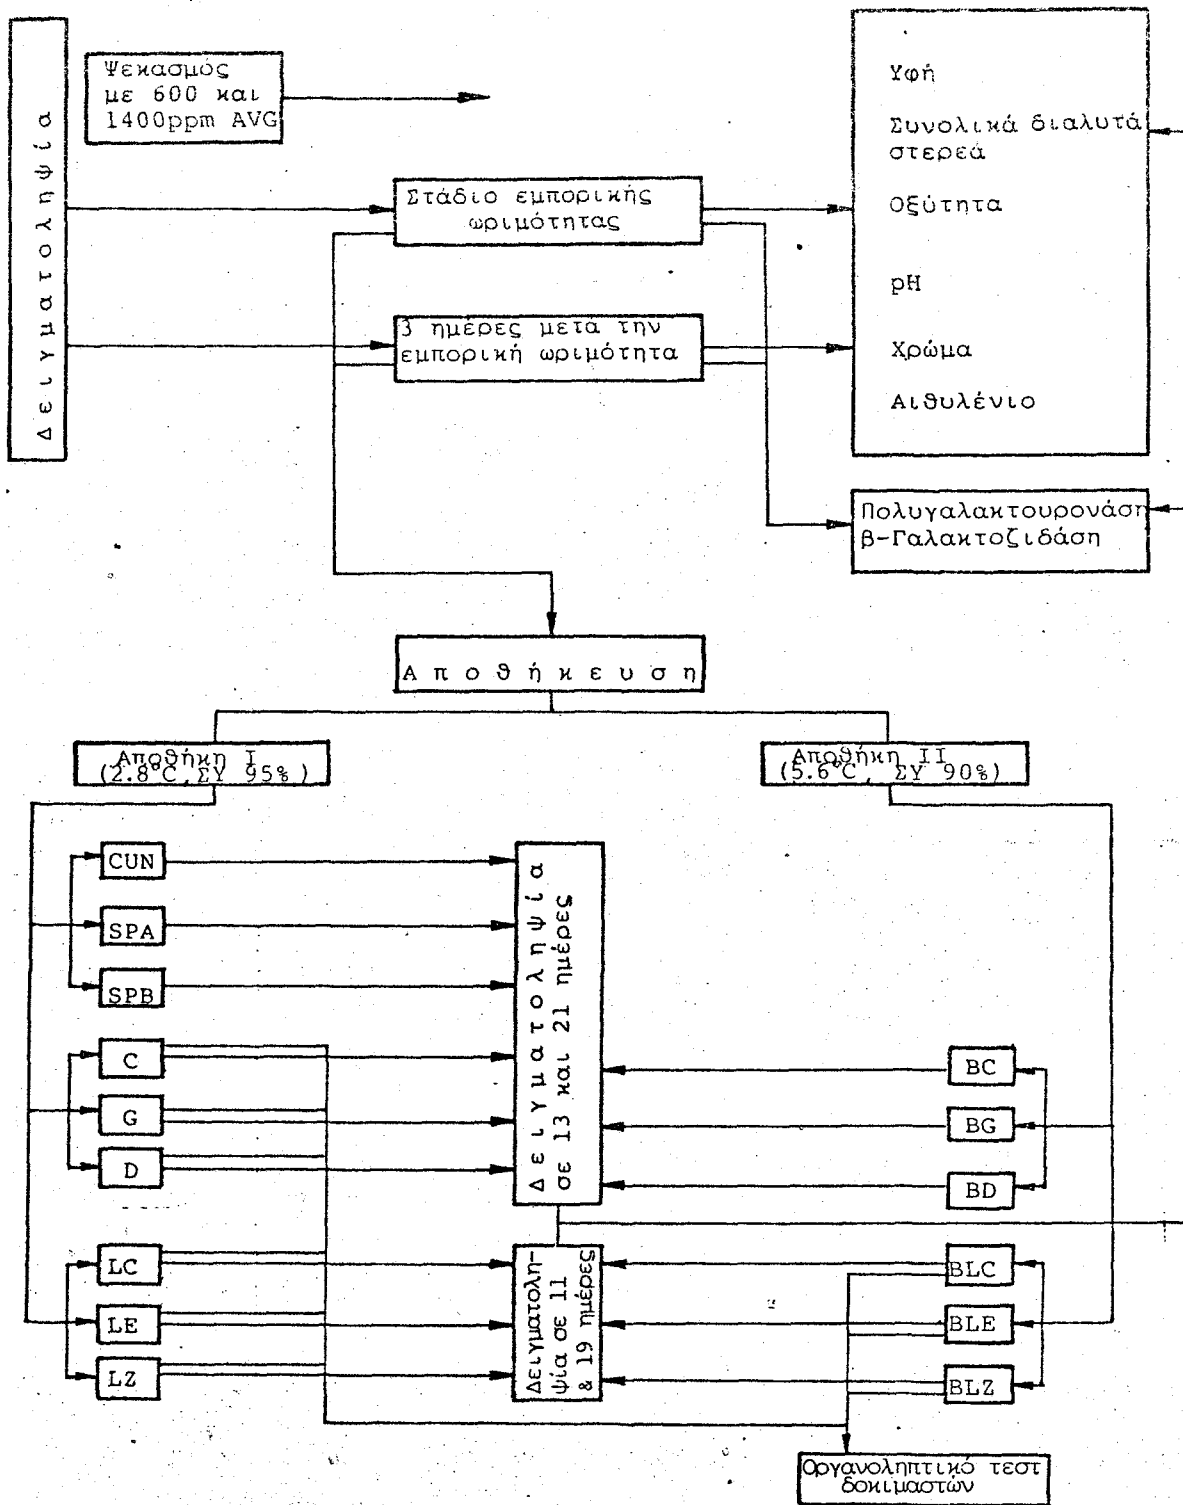 Δειγματοληψία
Ψεκασμός
με 600 και
1400ppm AVG
Υφή
Συνολικά διαλυτά
στερεά
Οξύτητα
pH
Χρώμα
Αιθυλένιο
Στάδιο εμπορικής
ωριμότητας
3 ημέρες μετα την
εμπορική ωριμότητα
Πολυγαλακτουρονάση
β-Γαλακτοζιδάση
Αποθήκευση
Αποθήκη I
(2.8°C, ΣΥ 95%)
Αποθήκη II
(5.6°C, ΣΥ 90%)
CUN
SPA
SPB
C
G
D
LC
LE
LZ
Δειγματοληψία
σε 13 και 21 ημέρες
Δειγματολη-
ψία σε 11
& 19 ημέρες
BC
BG
BD
BLC
BLE
BLZ
Οργανοληπτικό τεστ
δοκιμαστών